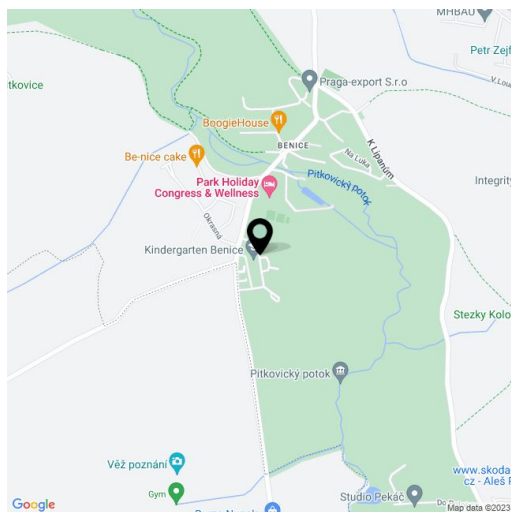 MHBAU
Petr Zejf
itkovice
Praga-export S.r.o
V Lou
BoogieHouse
BENICE
K Lipanům
Na Luka
Be-nice cake
Pitkovický potok
Integrity
Park Holiday
Congress & Wellness
Okrasná
Kindergarten Benice
Stezky Kolo
Pitkovický potok
Věž poznání
www.skoda
cz - Aleš P
Gym
Studio Pekáč
Google
Map data ©2023